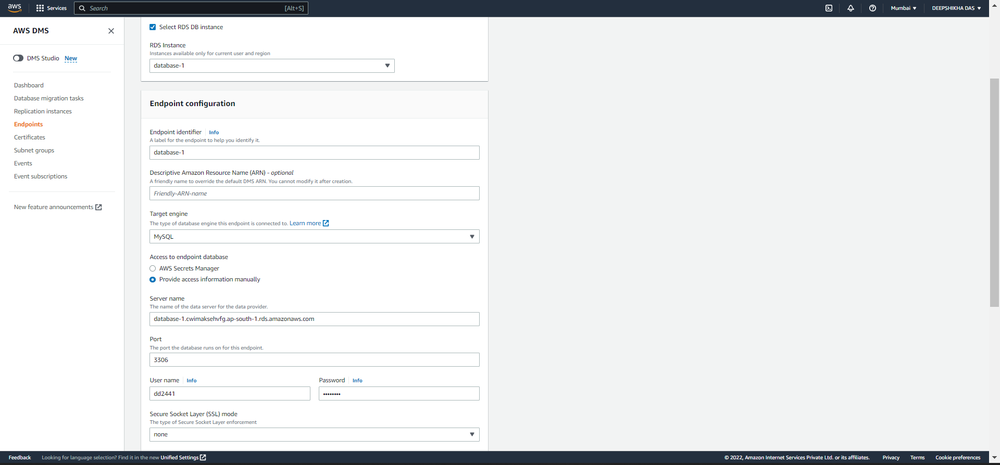 aws
Services
Search
[Alt+S]
Mumbai
DEEPSHIKHA DAS
AWS DMS
DMS Studio New
Dashboard
Database migration tasks
Replication instances
Endpoints
Certificates
Subnet groups
Events
Event subscriptions
New feature announcements
Select RDS DB instance
RDS Instance
Instances available only for current user and region
database-1
Endpoint configuration
Endpoint identifier Info
A label for the endpoint to help you identify it.
database-1
Descriptive Amazon Resource Name (ARN) - optional
A friendly name to override the default DMS ARN. You cannot modify it after creation.
Friendly-ARN-name
Target engine
The type of database engine this endpoint is connected to. Learn more
MySQL
Access to endpoint database
AWS Secrets Manager
Provide access information manually
Server name
The name of the data server for the data provider.
database-1.cwimaksehvfg.ap-south-1.rds.amazonaws.com
Port
The port the database runs on for this endpoint.
3306
User name Info
dd2441
Password Info
••••••••
Secure Socket Layer (SSL) mode
The type of Secure Socket Layer enforcement
none
Feedback
Looking for language selection? Find it in the new Unified Settings
© 2022, Amazon Internet Services Private Ltd. or its affiliates.
Privacy
Terms
Cookie preferences